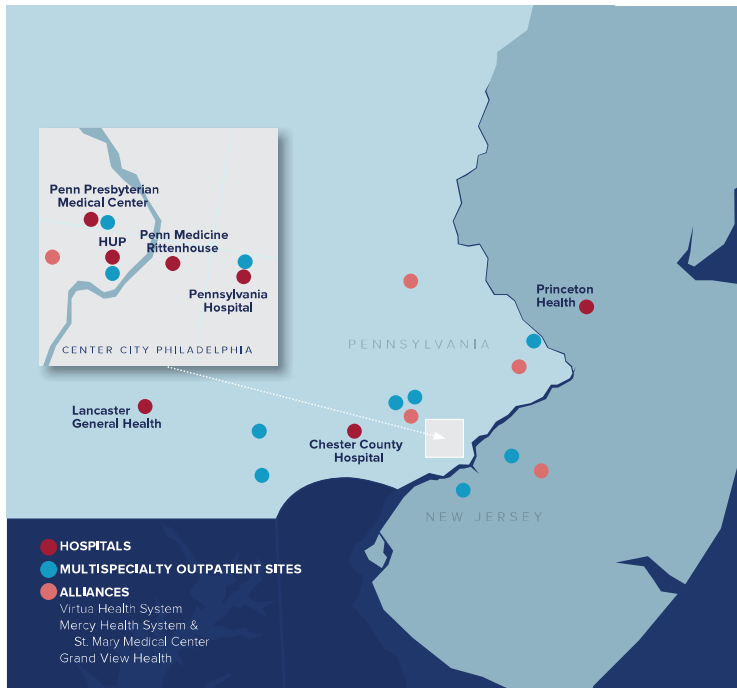 Penn Presbyterian
Medical Center
HUP
Penn Medicine
Rittenhouse
Pennsylvania
Hospital
CENTER CITY PHILADELPHIA
Princeton
Health
PENNSYLVANIA
Lancaster
General Health
Chester County
Hospital
NEW JERSEY
HOSPITALS
MULTISPECIALTY OUTPATIENT SITES
ALLIANCES
Virtua Health System
Mercy Health System &
St. Mary Medical Center
Grand View Health